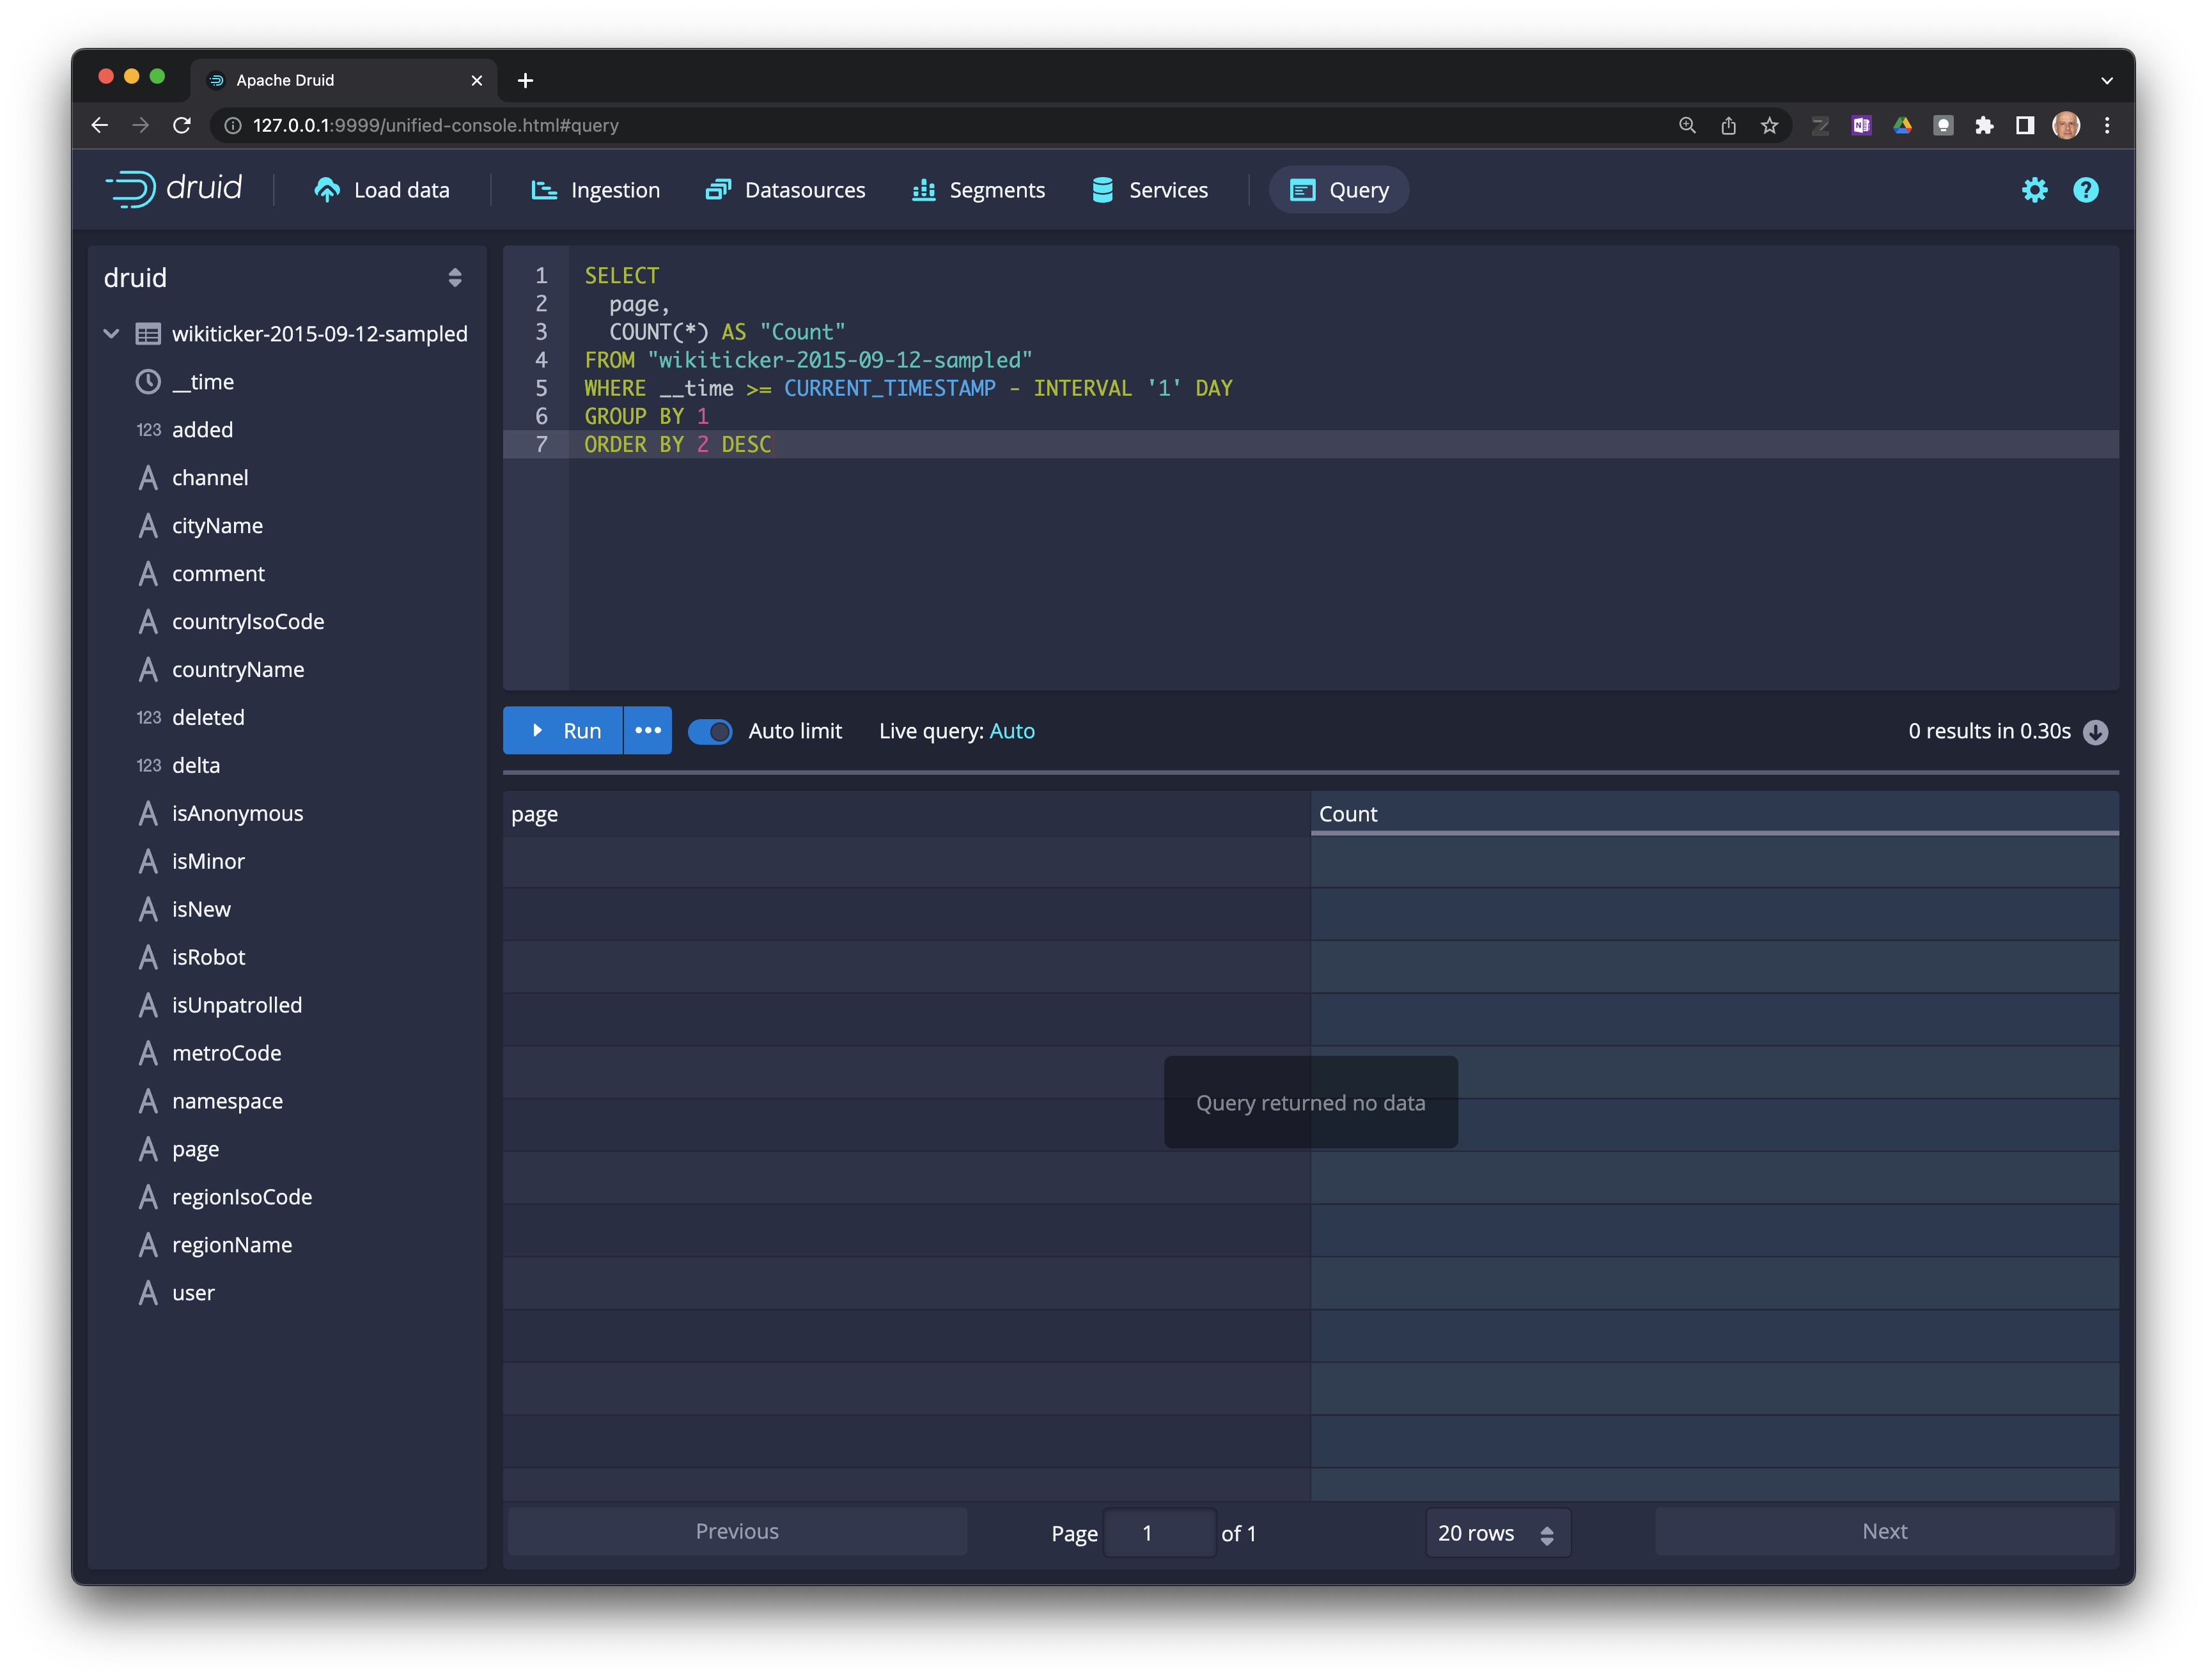 Apache Druid
127.0.0.1:9999/unified-console.html#query
druid
Load data
Ingestion
Datasources
Segments
Services
Query
druid
wikiticker-2015-09-12-sampled
__time
123 added
A channel
A cityName
A comment
A countryIsoCode
A countryName
123 deleted
123 delta
A isAnonymous
A isMinor
A isNew
A isRobot
A isUnpatrolled
A metroCode
A namespace
A page
A regionIsoCode
A regionName
A user
1 SELECT
2 page,
3 COUNT(*) AS "Count"
4 FROM "wikiticker-2015-09-12-sampled"
5 WHERE __time >= CURRENT_TIMESTAMP - INTERVAL '1' DAY
6 GROUP BY 1
7 ORDER BY 2 DESC
Run
Auto limit
Live query: Auto
0 results in 0.30s
page
Count
Query returned no data
Previous
Page 1 of 1
20 rows
Next